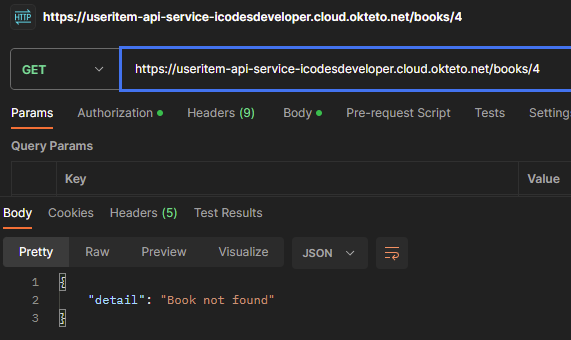 HTTP https://useritem-api-service-icodesdeveloper.cloud.okteto.net/books/4
GET https://useritem-api-service-icodesdeveloper.cloud.okteto.net/books/4
Params Authorization Headers (9) Body Pre-request Script Tests Setting
Query Params
Key Value
Body Cookies Headers (5) Test Results
Pretty Raw Preview Visualize JSON
1 {
2 "detail": "Book not found"
3 }